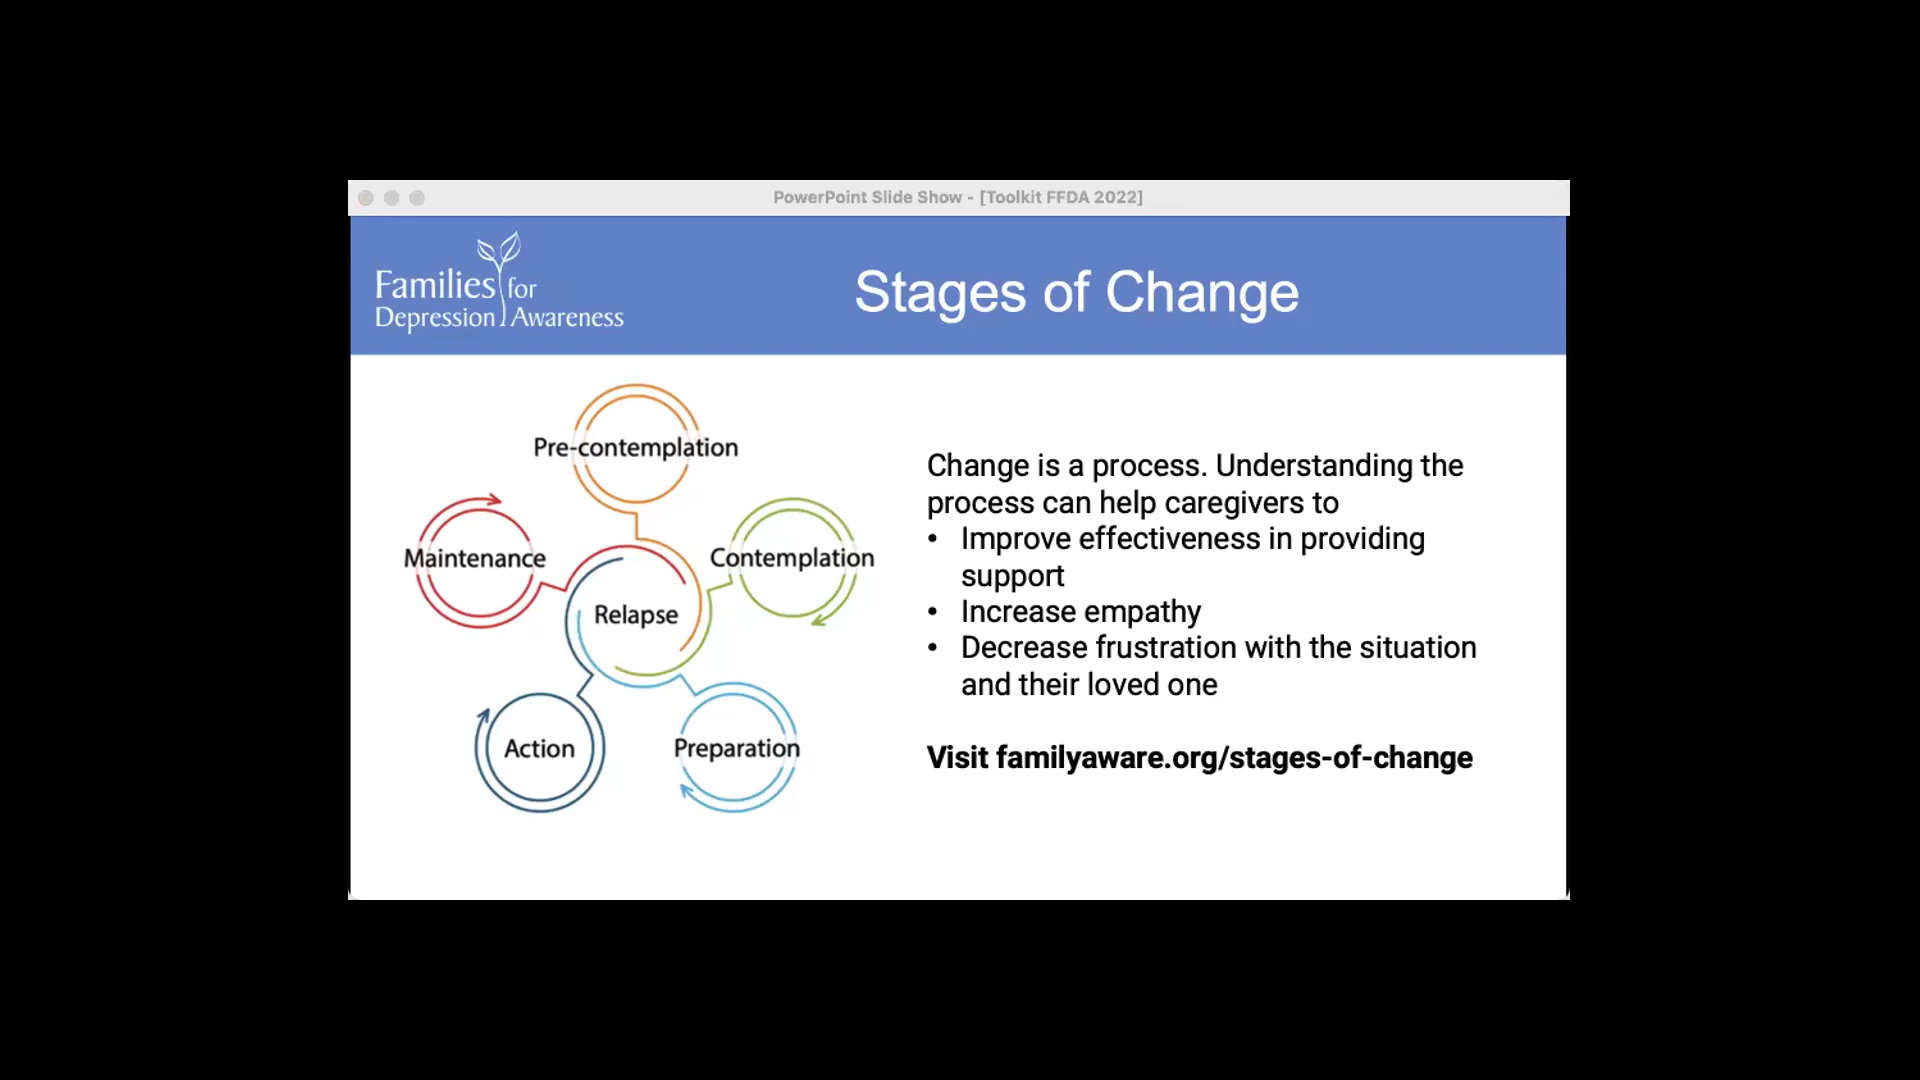 PowerPoint Slide Show - [Toolkit FFDA 2022]
Families for
Depression Awareness
Stages of Change
Pre-contemplation
Maintenance
Contemplation
Relapse
Action
Preparation
Change is a process. Understanding the
process can help caregivers to
• Improve effectiveness in providing
support
• Increase empathy
• Decrease frustration with the situation
and their loved one
Visit familyaware.org/stages-of-change